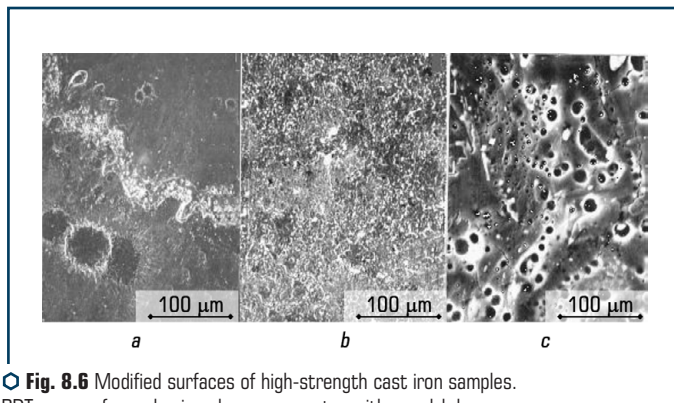 100 μm 100 μm 100 μm
a b c
Fig. 8.6 Modified surfaces of high-strength cast iron samples.